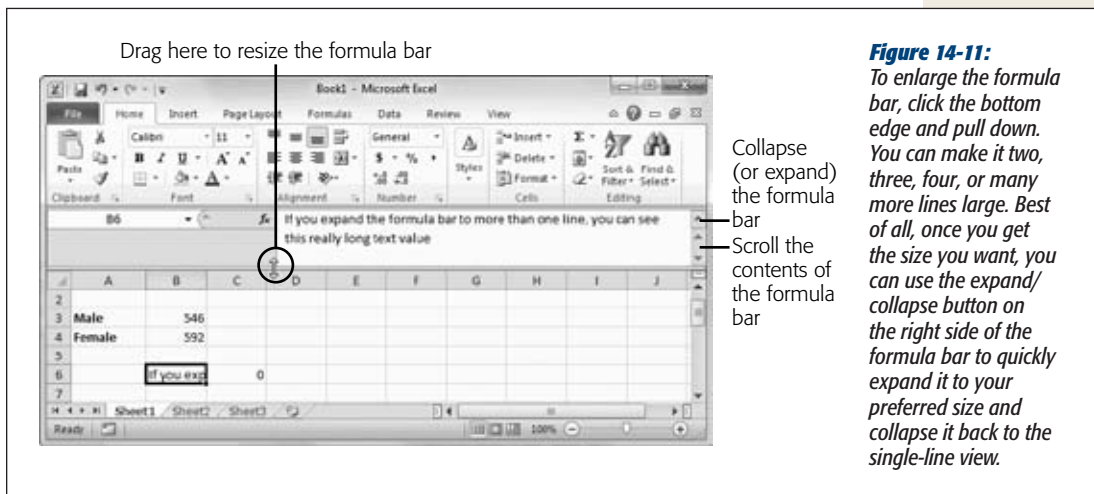 Drag here to resize the formula bar
Book1 - Microsoft Excel
File Home Insert Page Layout Formulas Data Review View
Calibri 11 General Insert Σ
Paste B I U A A $ % , Styles Delete Sort & Find &
Format Filter Select
Clipboard Font Alignment Number Cells Editing
B6 fx If you expand the formula bar to more than one line, you can see
this really long text value
A B C D E F G H I J
2
3 Male 546
4 Female 592
5
6 If you exp 0
7
Sheet1 Sheet2 Sheet3
Ready 100%
Collapse
(or expand)
the formula
bar
Scroll the
contents of
the formula
bar
Figure 14-11:
To enlarge the formula
bar, click the bottom
edge and pull down.
You can make it two,
three, four, or many
more lines large. Best
of all, once you get
the size you want, you
can use the expand/
collapse button on
the right side of the
formula bar to quickly
expand it to your
preferred size and
collapse it back to the
single-line view.